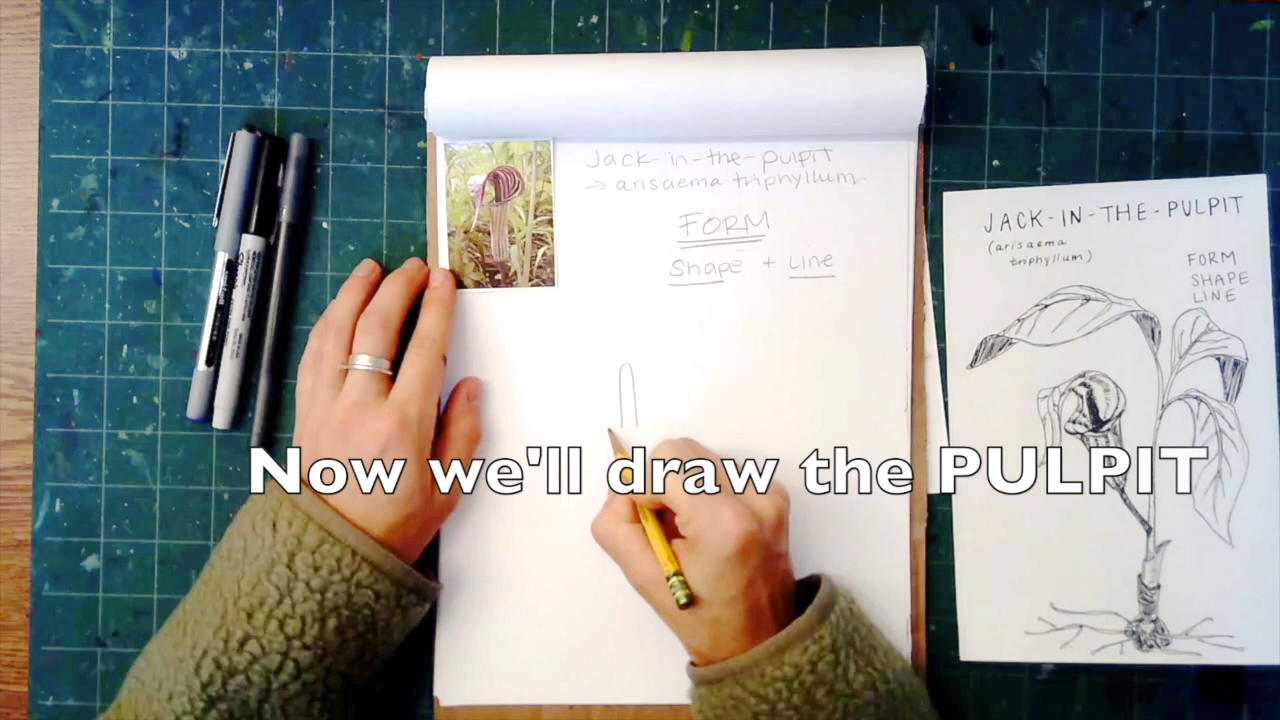 Jack-in-the-pulpit
→ arisaema triphyllum
FORM
Shape + Line
JACK-IN-THE-PULPIT
(arisaema
triphyllum)
FORM
SHAPE
LINE
Now we'll draw the PULPIT